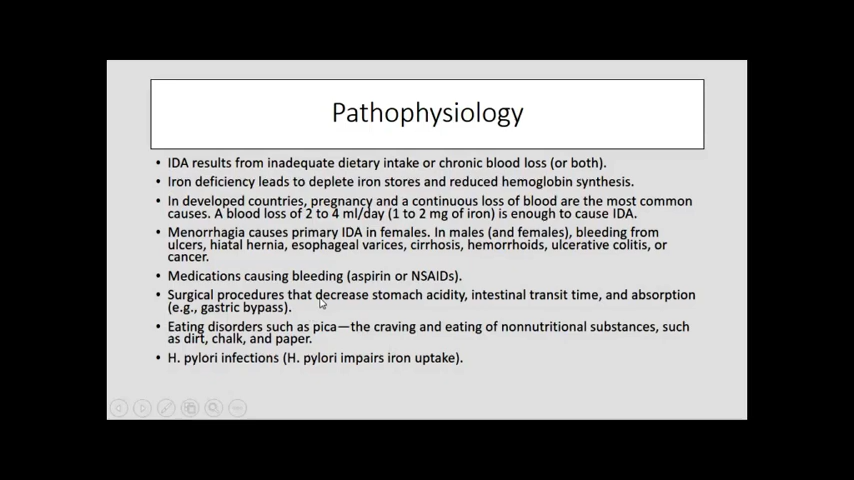 Pathophysiology
• IDA results from inadequate dietary intake or chronic blood loss (or both).
• Iron deficiency leads to deplete iron stores and reduced hemoglobin synthesis.
• In developed countries, pregnancy and a continuous loss of blood are the most common
causes. A blood loss of 2 to 4 ml/day (1 to 2 mg of iron) is enough to cause IDA.
• Menorrhagia causes primary IDA in females. In males (and females), bleeding from
ulcers, hiatal hernia, esophageal varices, cirrhosis, hemorrhoids, ulcerative colitis, or
cancer.
• Medications causing bleeding (aspirin or NSAIDs).
• Surgical procedures that decrease stomach acidity, intestinal transit time, and absorption
(e.g., gastric bypass).
• Eating disorders such as pica—the craving and eating of nonnutritional substances, such
as dirt, chalk, and paper.
• H. pylori infections (H. pylori impairs iron uptake).